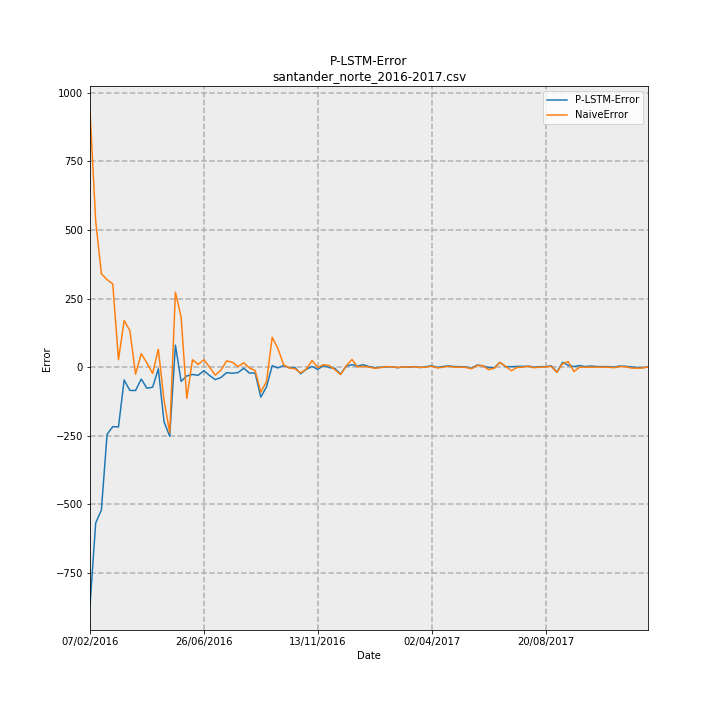 P-LSTM-Error
santander_norte_2016-2017.csv
1000
P-LSTM-Error
NaiveError
750
500
250
0
−250
−500
−750
Error
07/02/2016 26/06/2016 13/11/2016 02/04/2017 20/08/2017
Date